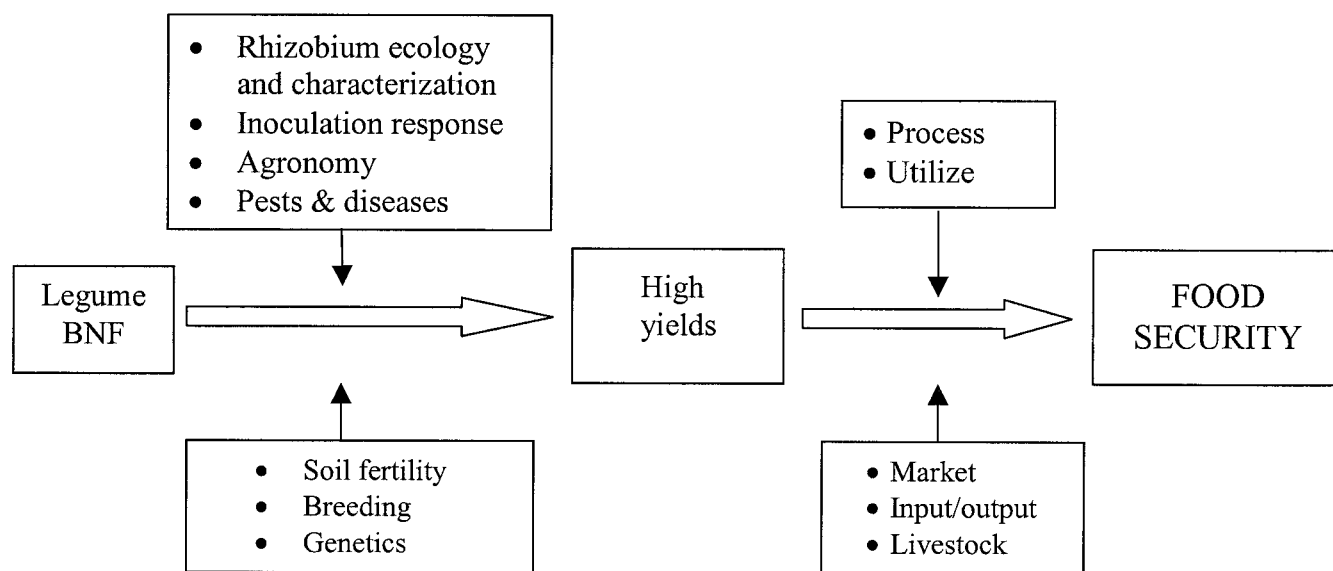 • Rhizobium ecology
and characterization
• Inoculation response
• Agronomy
• Pests & diseases
• Process
• Utilize
Legume
BNF
High
yields
FOOD
SECURITY
• Soil fertility
• Breeding
• Genetics
• Market
• Input/output
• Livestock